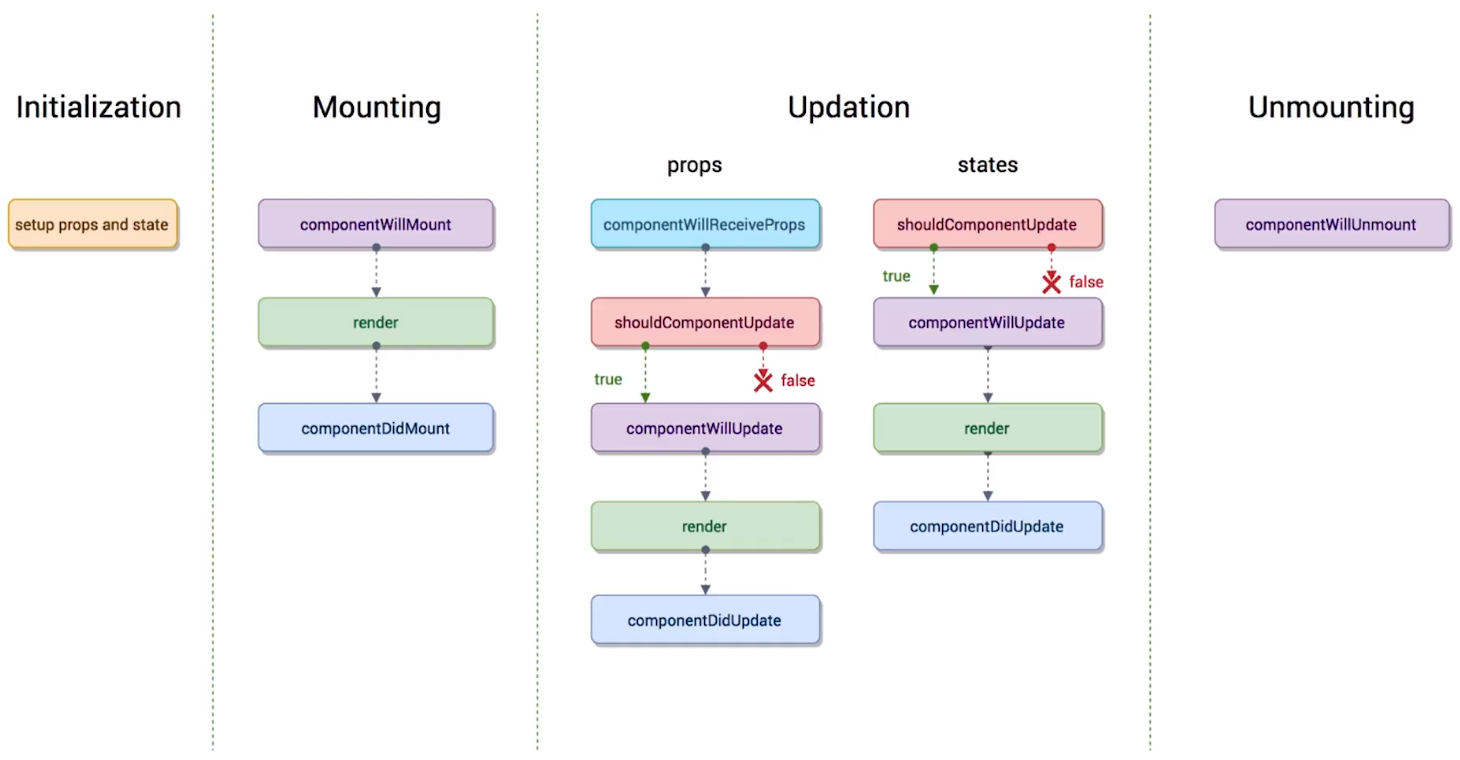 Initialization
setup props and state
Mounting
componentWillMount
render
componentDidMount
Updation
props
componentWillReceiveProps
shouldComponentUpdate
true
false
componentWillUpdate
render
componentDidUpdate
states
shouldComponentUpdate
true
false
componentWillUpdate
render
componentDidUpdate
Unmounting
componentWillUnmount